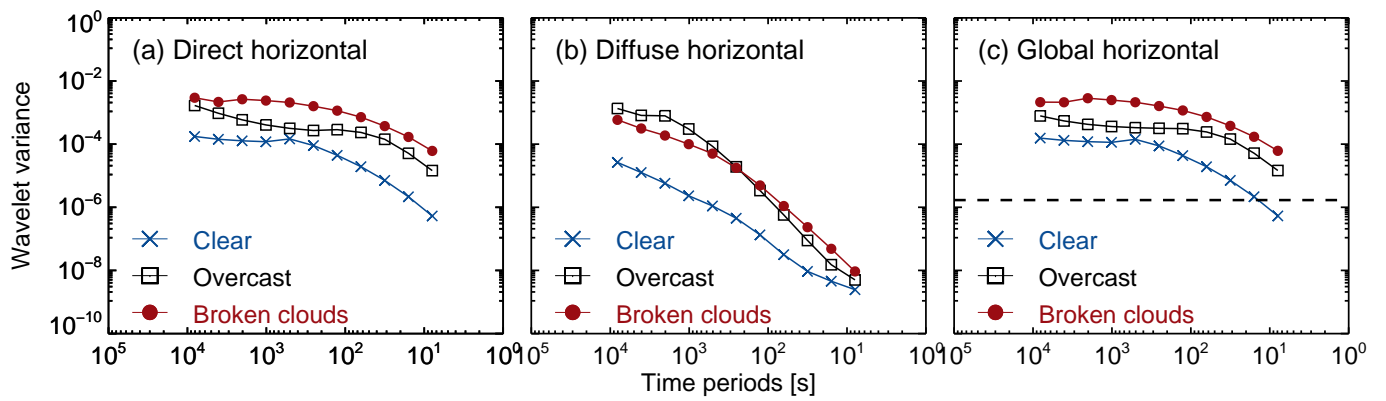 (a) Direct horizontal
(b) Diffuse horizontal
(c) Global horizontal
Wavelet variance
10^0
10^-2
10^-4
10^-6
10^-8
10^-10
Clear
Overcast
Broken clouds
Clear
Overcast
Broken clouds
Clear
Overcast
Broken clouds
10^5 10^4 10^3 10^2 10^1 10^0
10^5 10^4 10^3 10^2 10^1 10^0
10^5 10^4 10^3 10^2 10^1 10^0
Time periods [s]